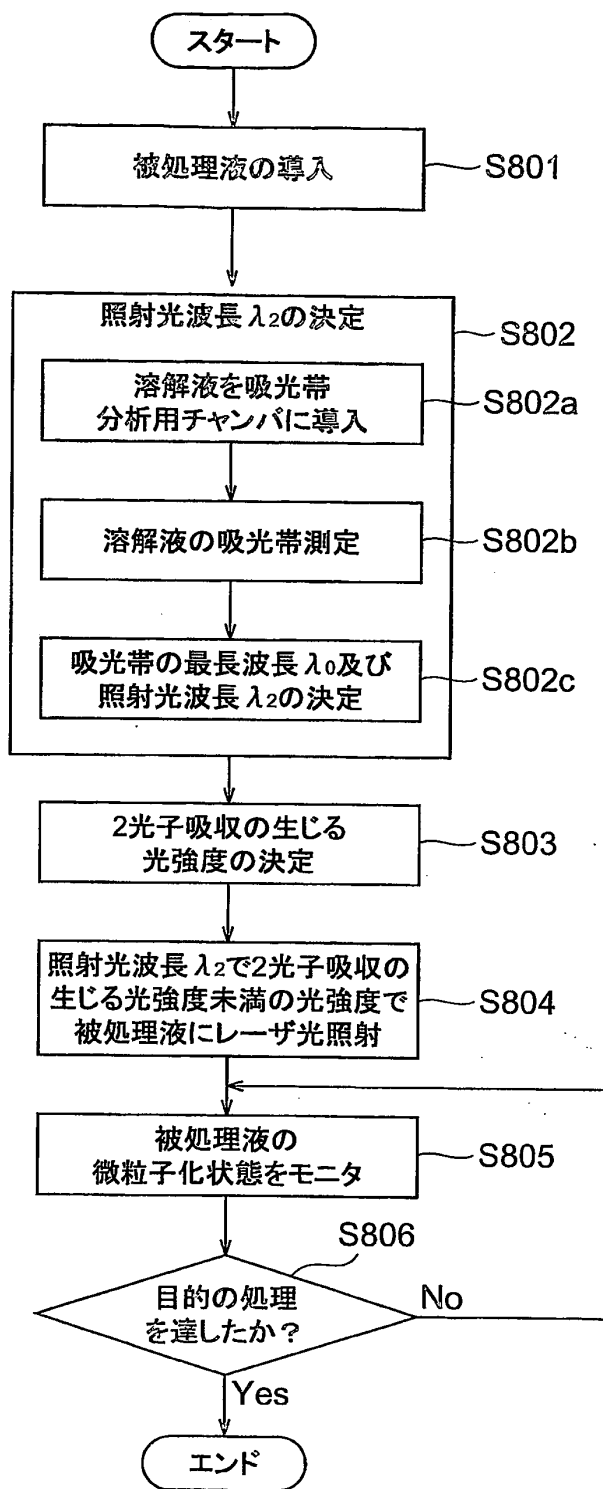 スタート
被処理液の導入
S801
照射光波長λ2の決定
S802
溶解液を吸光帯
分析用チャンバに導入
S802a
溶解液の吸光帯測定
S802b
吸光帯の最長波長λ0及び
照射光波長λ2の決定
S802c
2光子吸収の生じる
光強度の決定
S803
照射光波長λ2で2光子吸収の
生じる光強度未満の光強度で
被処理液にレーザ光照射
S804
被処理液の
微粒子化状態をモニタ
S805
S806
目的の処理
を達したか?
No
Yes
エンド